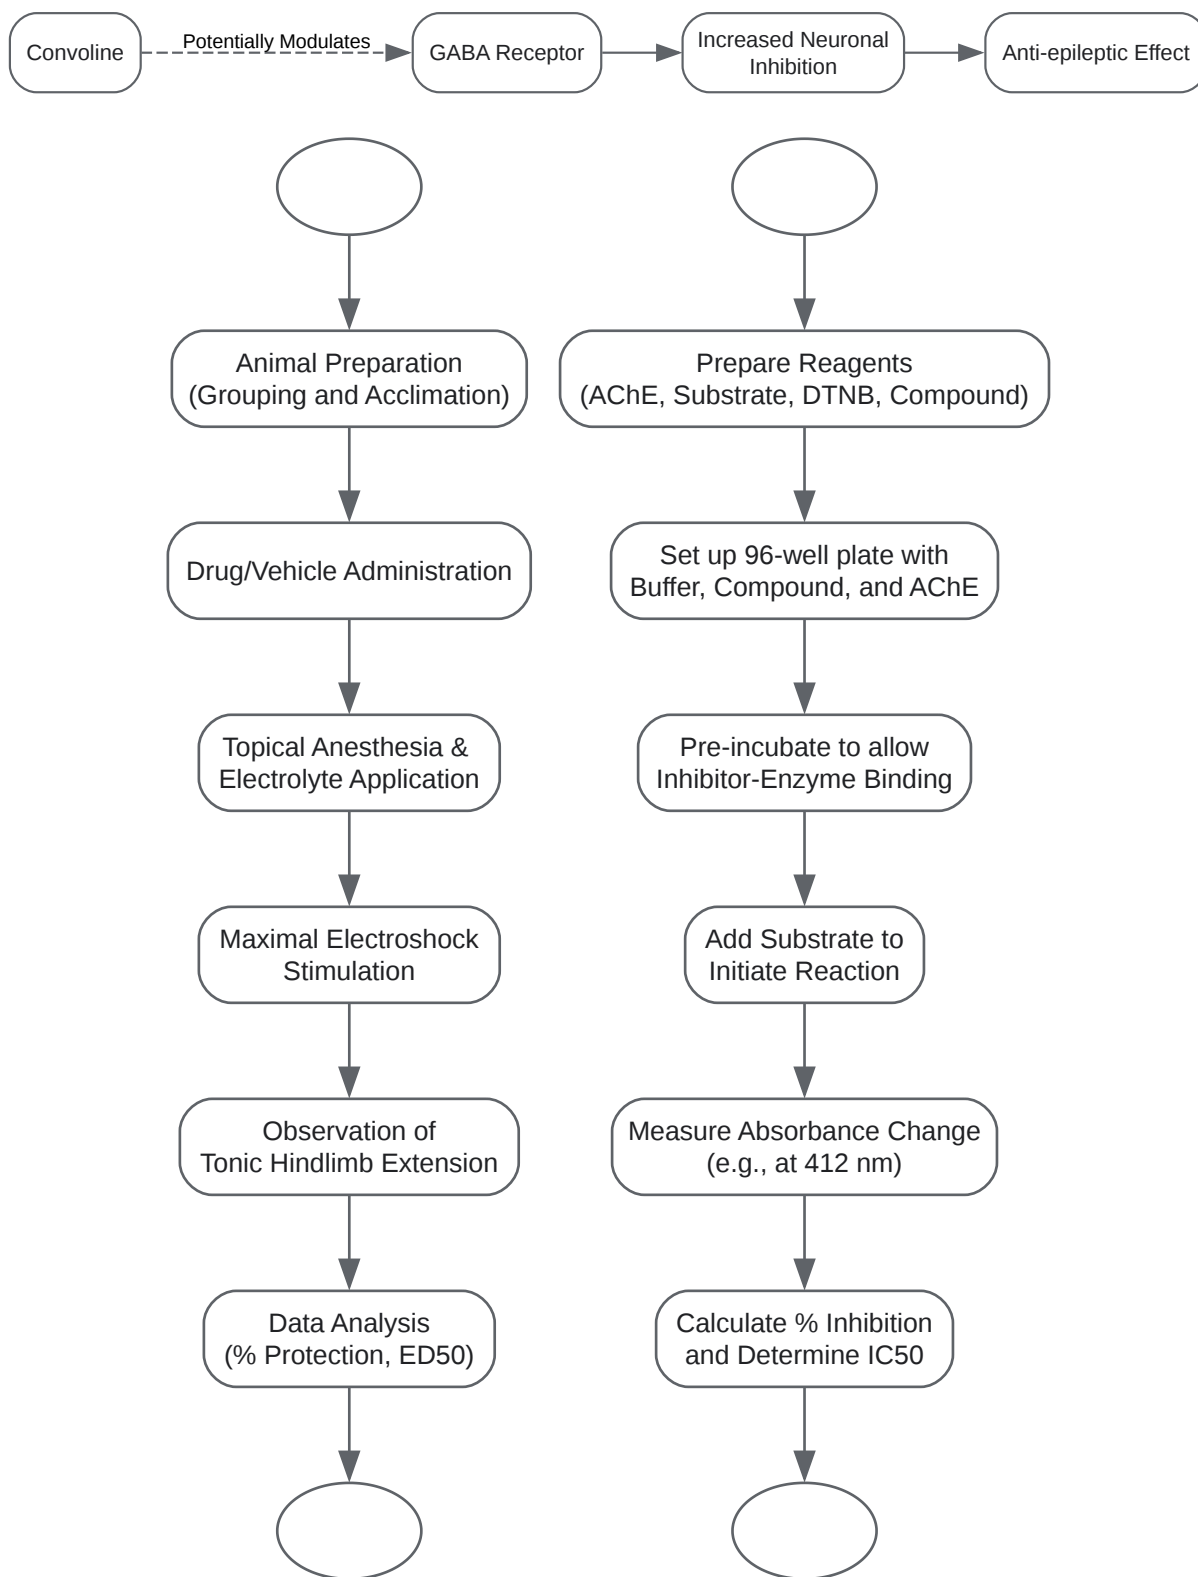 Convoline
Potentially Modulates
GABA Receptor
Increased Neuronal
Inhibition
Anti-epileptic Effect
Animal Preparation
(Grouping and Acclimation)
Drug/Vehicle Administration
Topical Anesthesia &
Electrolyte Application
Maximal Electroshock
Stimulation
Observation of
Tonic Hindlimb Extension
Data Analysis
(% Protection, ED50)
Prepare Reagents
(AChE, Substrate, DTNB, Compound)
Set up 96-well plate with
Buffer, Compound, and AChE
Pre-incubate to allow
Inhibitor-Enzyme Binding
Add Substrate to
Initiate Reaction
Measure Absorbance Change
(e.g., at 412 nm)
Calculate % Inhibition
and Determine IC50